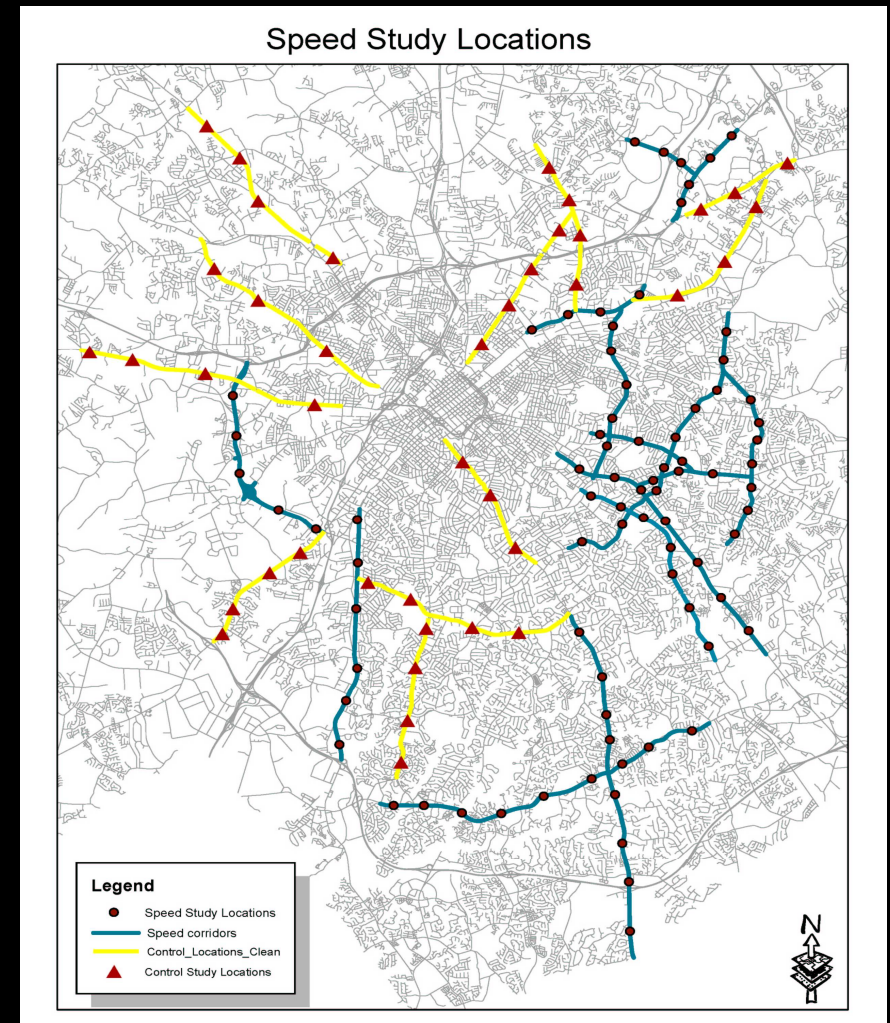 Speed Study Locations
Legend
Speed Study Locations
Speed corridors
Control_Locations_Clean
Control Study Locations
N